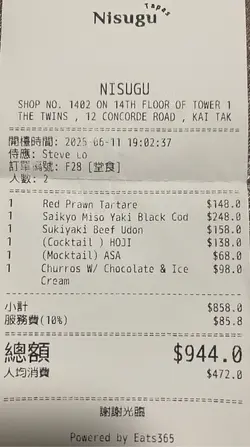 Nisugu
Tapas
NISUGU
SHOP NO. 1402 ON 14TH FLOOR OF TOWER 1
THE TWINS , 12 CONCORDE ROAD , KAI TAK
開檯時間: 2025-06-11 19:02:37
侍應: Steve Lo
訂單編號: F28 [堂食]
人數: 2
1 Red Prawn Tartare $148.0
1 Saikyo Miso Yaki Black Cod $248.0
1 Sukiyaki Beef Udon $158.0
1 (Cocktail ) HOJI $138.0
1 (Mocktail) ASA $68.0
1 Churros W/ Chocolate & Ice $98.0
Cream
小計 $858.0
服務費(10%) $85.8
總額 $944.0
人均消費 $472.0
謝謝光臨
Powered by Eats365